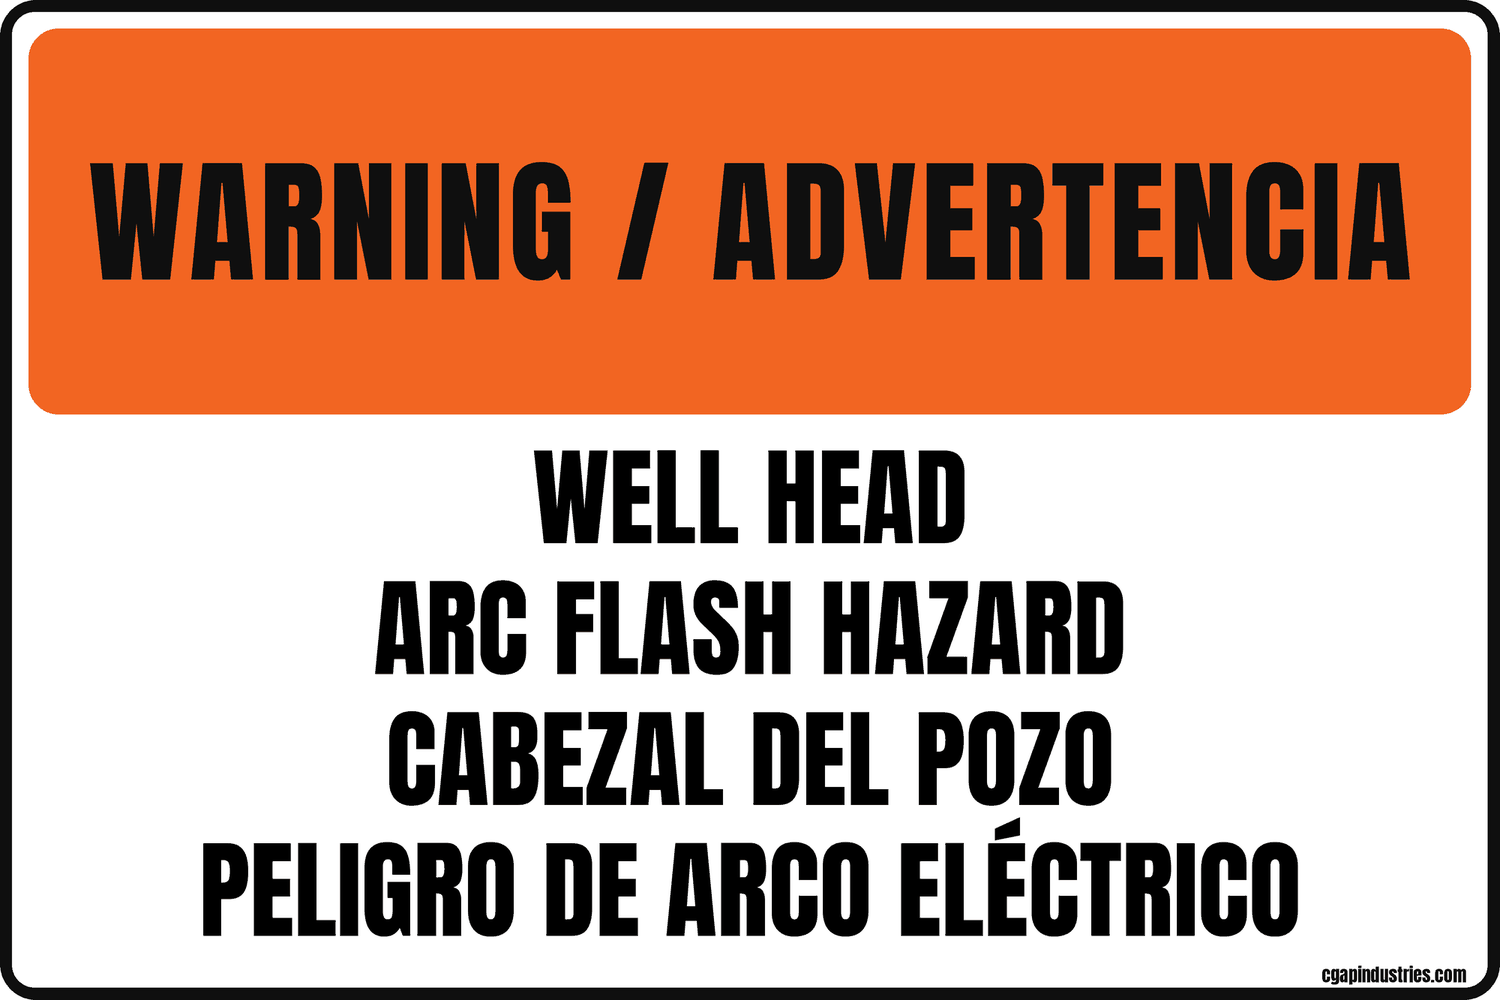 WARNING / ADVERTENCIA
WELL HEAD
ARC FLASH HAZARD
CABEZAL DEL POZO
PELIGRO DE ARCO ELÉCTRICO
cgapindustries.com